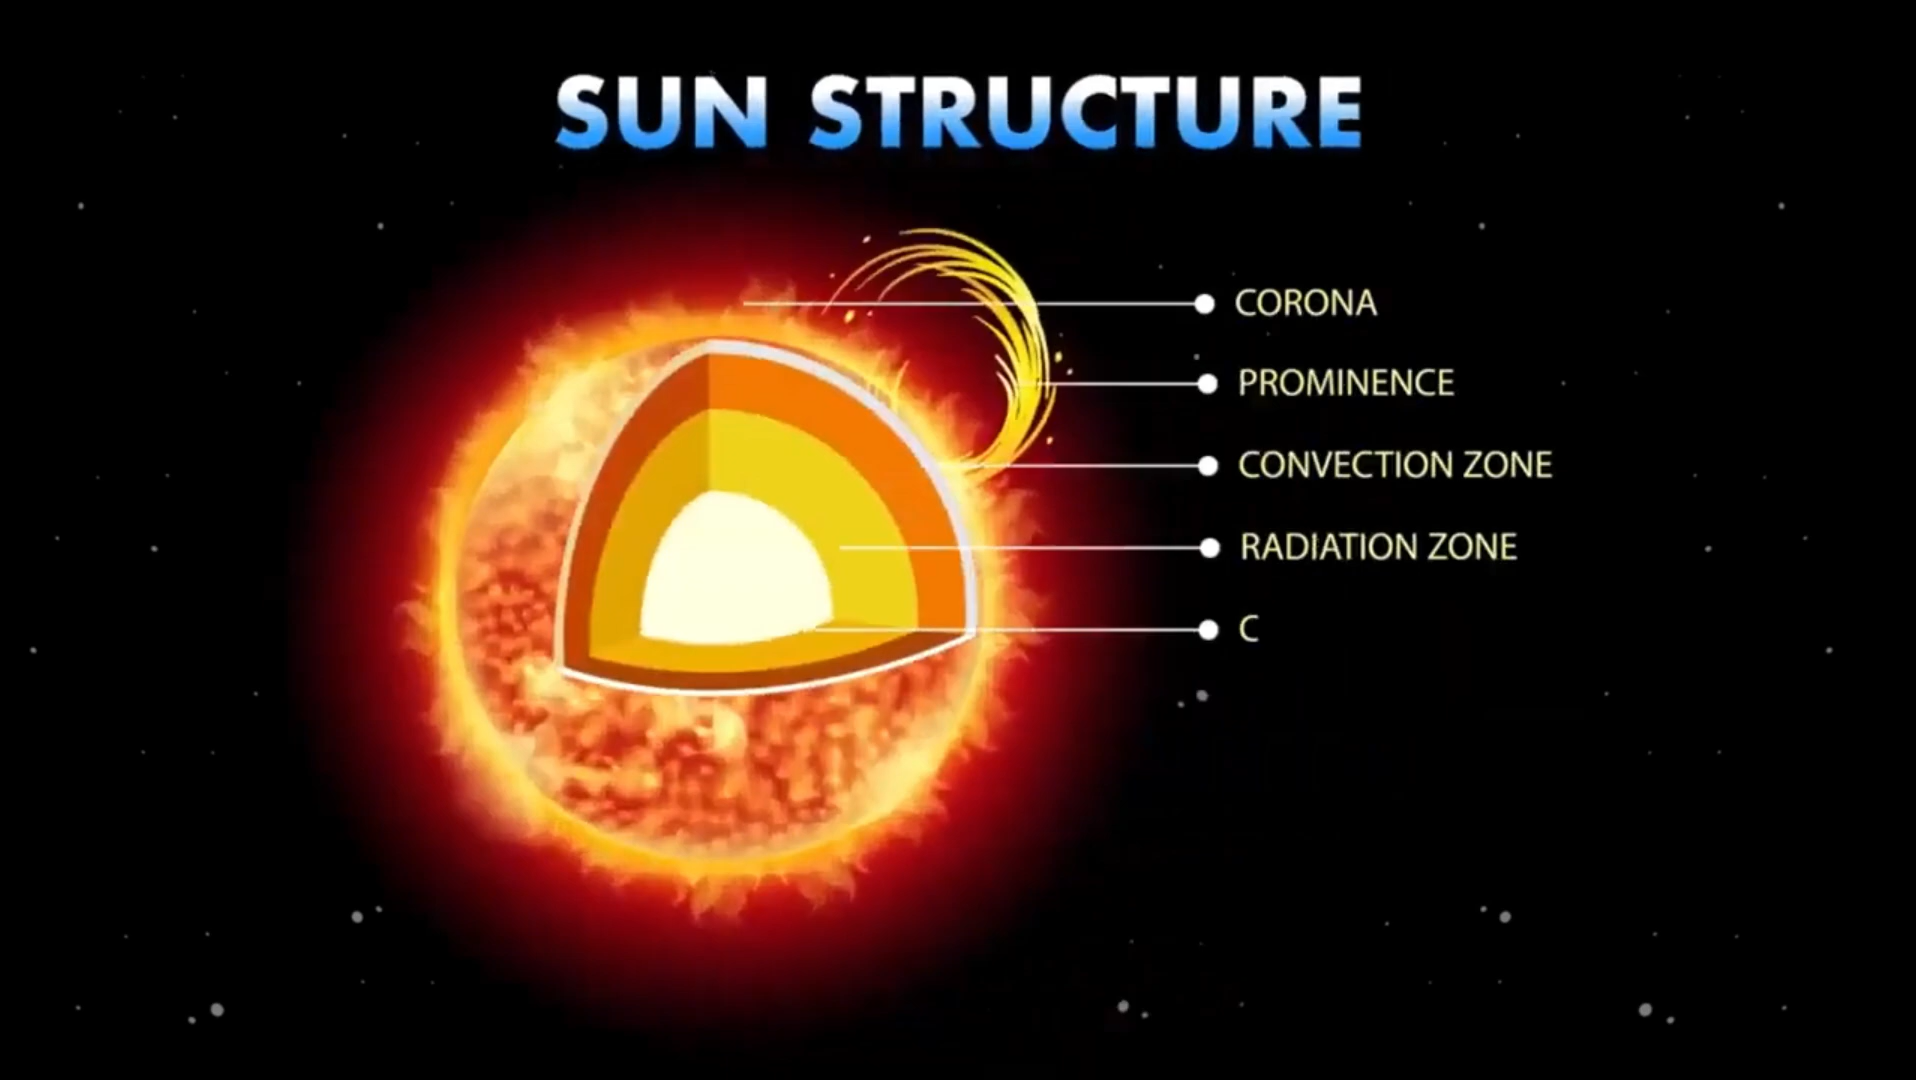 SUN STRUCTURE
CORONA
PROMINENCE
CONVECTION ZONE
RADIATION ZONE
C